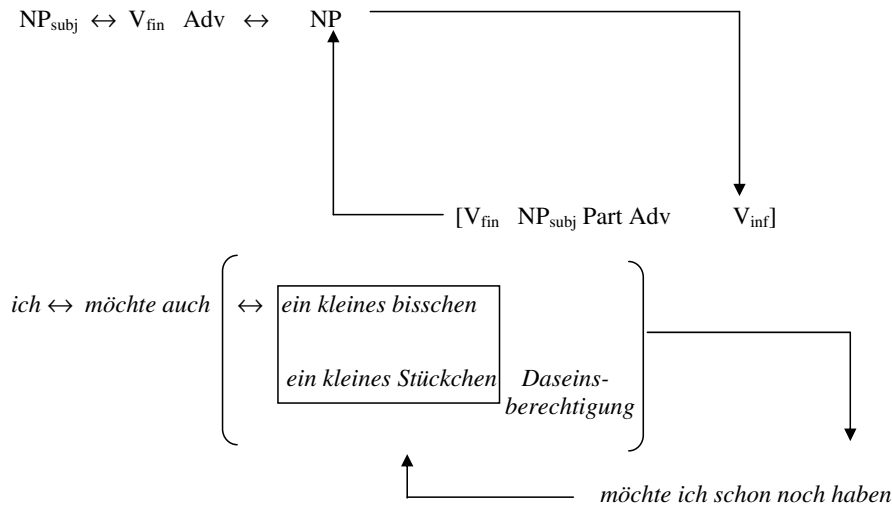 NPsubj ↔ Vfin Adv ↔ NP
[Vfin NPsubj Part Adv Vinf]
ich ↔ möchte auch ↔ ein kleines bisschen
ein kleines Stückchen Daseins-
berechtigung
möchte ich schon noch haben